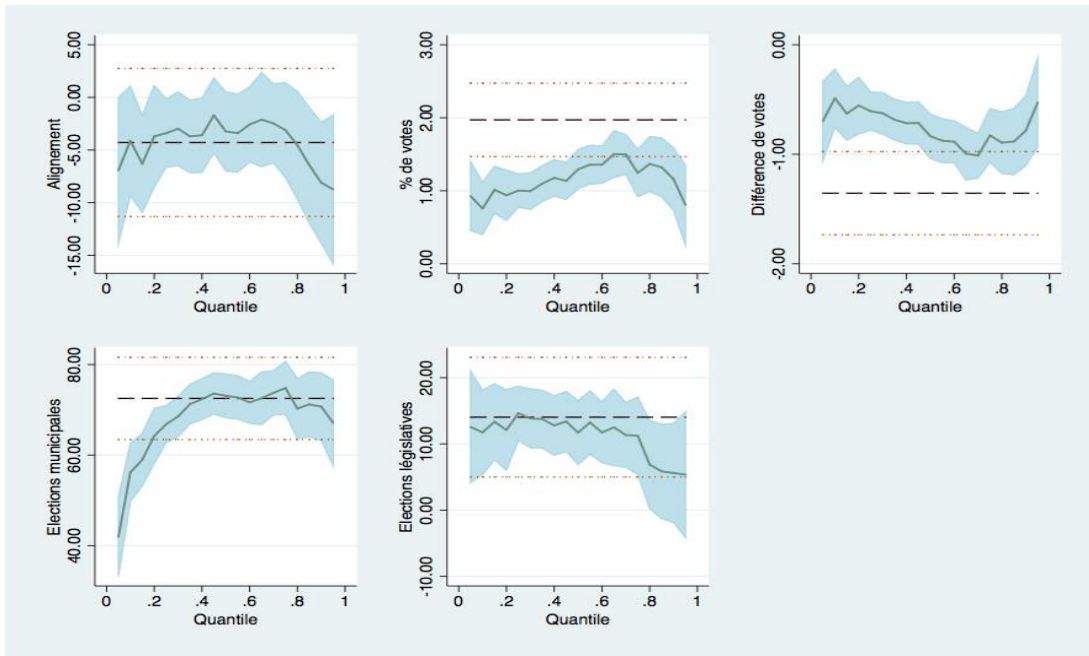 Alignement
5.00
0.00
-5.00
-10.00
-15.00
0 .2 .4 .6 .8 1
Quantile
% de votes
3.00
2.00
1.00
0.00
0 .2 .4 .6 .8 1
Quantile
Différence de votes
0.00
-1.00
-2.00
0 .2 .4 .6 .8 1
Quantile
Elections municipales
80.00
60.00
40.00
0 .2 .4 .6 .8 1
Quantile
Elections législatives
20.00
10.00
0.00
-10.00
0 .2 .4 .6 .8 1
Quantile